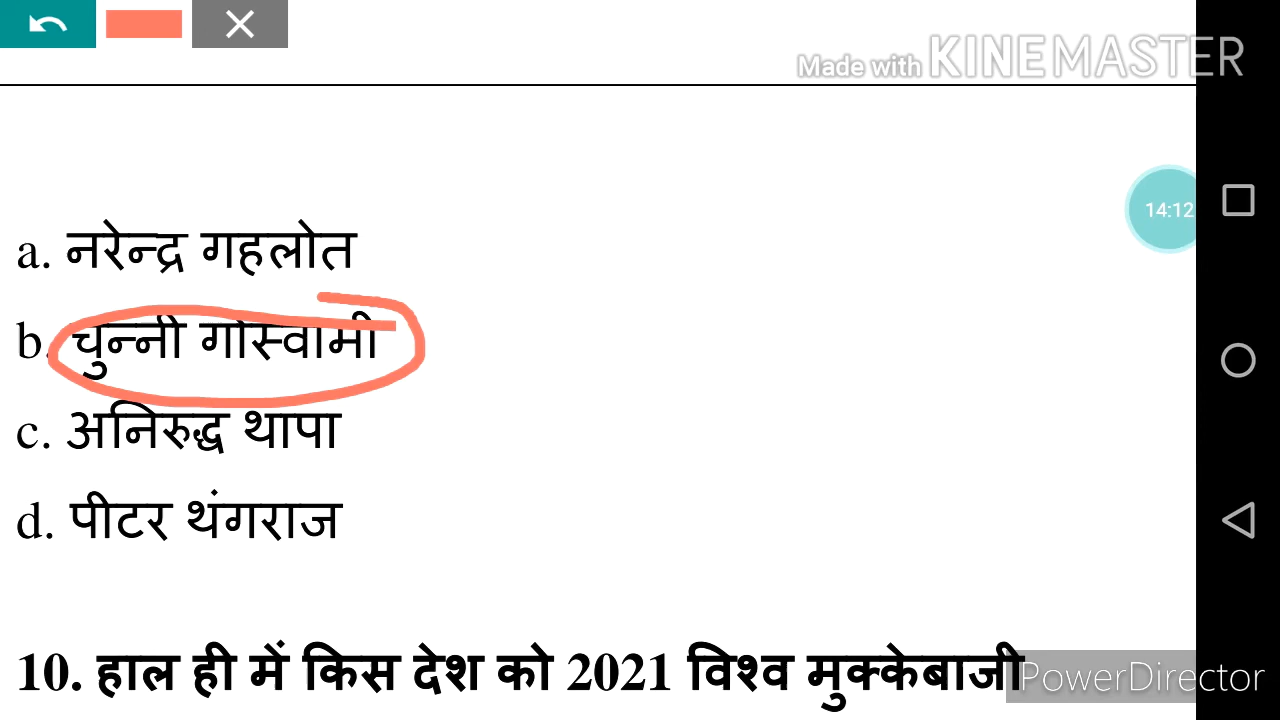 Made with KINEMASTER
14:12
a. नरेन्द्र गहलोत
b. चुन्नी गोस्वामी
c. अनिरुद्ध थापा
d. पीटर थंगराज
10. हाल ही में किस देश को 2021 विश्व मुक्केबाजी
PowerDirector